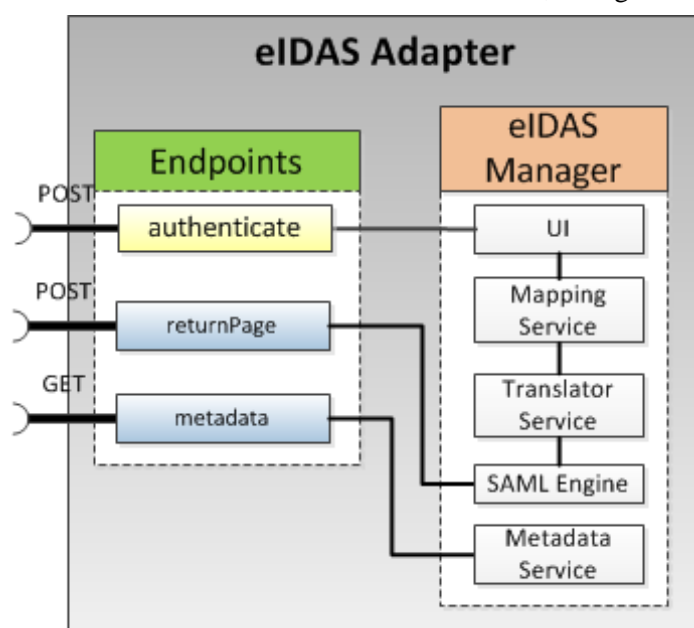 eIDAS Adapter
Endpoints
POST
authenticate
POST
returnPage
GET
metadata
eIDAS
Manager
UI
Mapping
Service
Translator
Service
SAML Engine
Metadata
Service